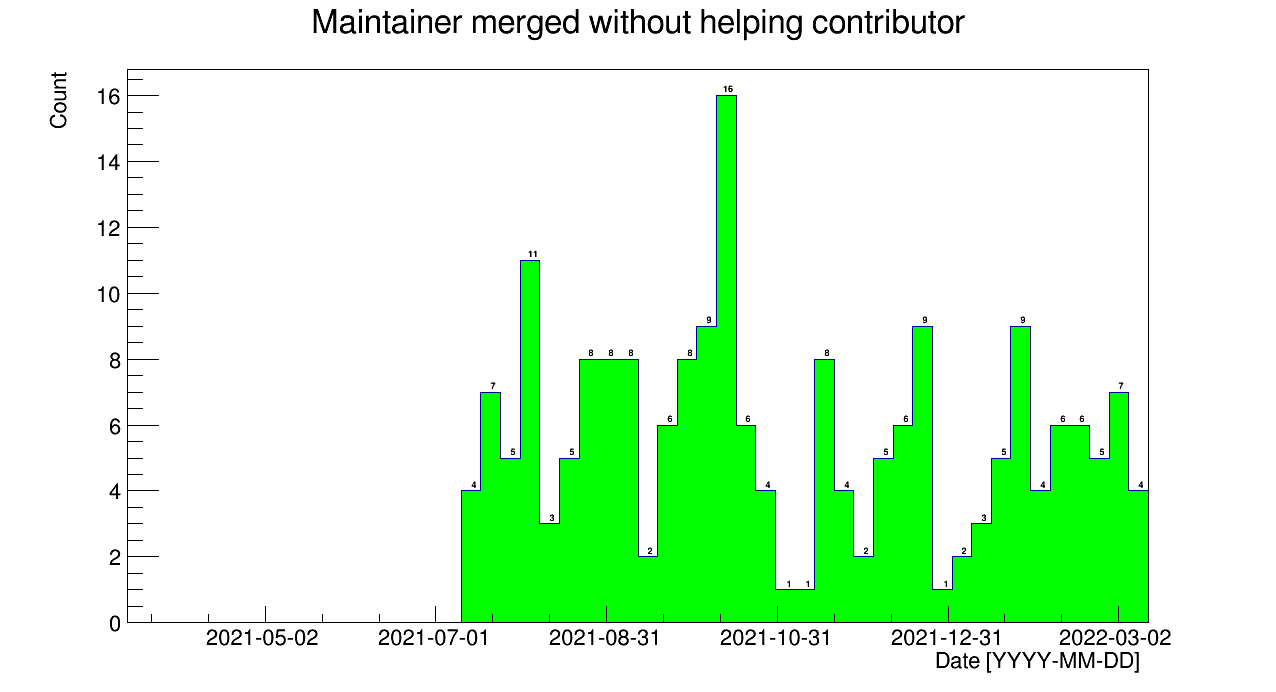 Maintainer merged without helping contributor
Count
16
14
12
10
8
6
4
2
0
4 7 5 11 3 5 8 8 8 2 6 8 9 16 6 4 1 1 8 4 2 5 6 9 1 2 3 5 9 4 6 6 5 7 4
2021-05-02 2021-07-01 2021-08-31 2021-10-31 2021-12-31 2022-03-02
Date [YYYY-MM-DD]